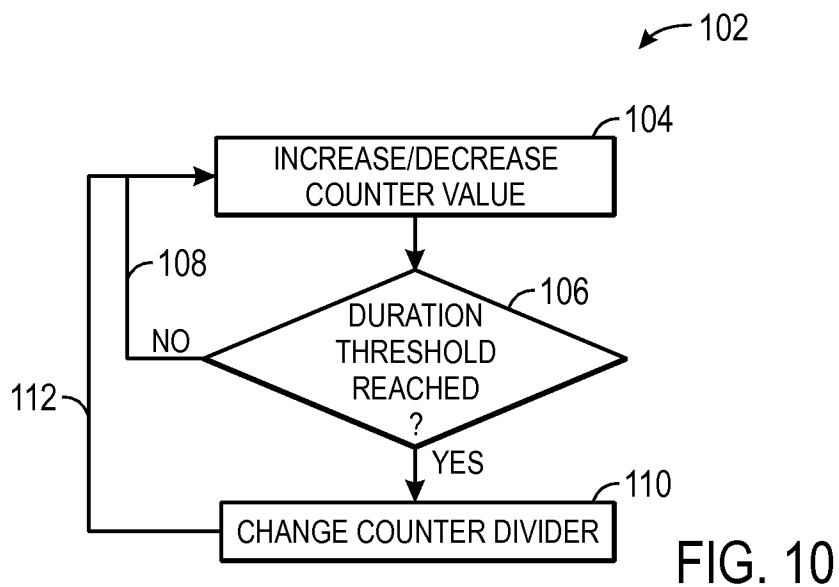 102
104
INCREASE/DECREASE
COUNTER VALUE
108
106
DURATION
THRESHOLD
REACHED
?
NO
112
YES
110
CHANGE COUNTER DIVIDER
FIG. 10